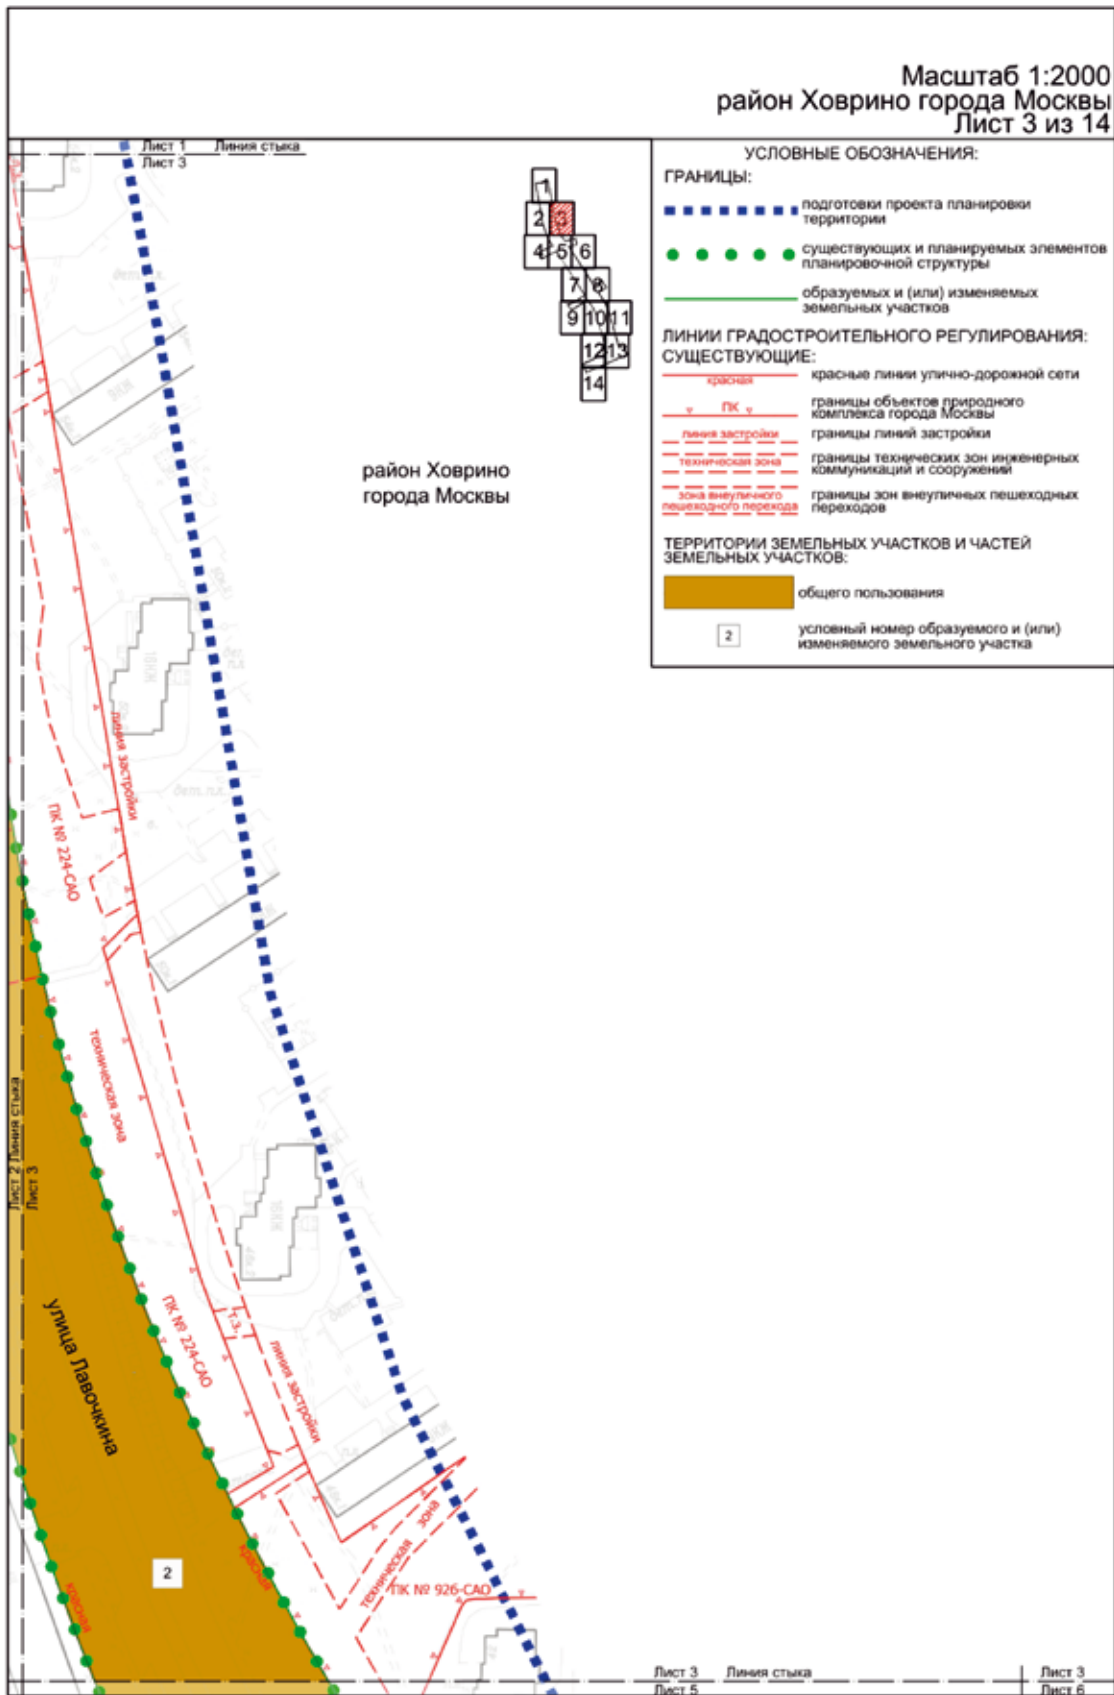 Масштаб 1:2000
район Ховрино города Москвы
Лист 3 из 14
Лист 1 Линия стыка
Лист 3
УСЛОВНЫЕ ОБОЗНАЧЕНИЯ:
ГРАНИЦЫ:
подготовки проекта планировки
территории
существующих и планируемых элементов
планировочной структуры
образуемых и (или) изменяемых
земельных участков
ЛИНИИ ГРАДОСТРОИТЕЛЬНОГО РЕГУЛИРОВАНИЯ:
СУЩЕСТВУЮЩИЕ:
красная
красные линии улично-дорожной сети
ПК
границы объектов природного
комплекса города Москвы
линия застройки
границы линий застройки
техническая зона
границы технических зон инженерных
коммуникаций и сооружений
зона внеуличного
пешеходного перехода
границы зон внеуличных пешеходных
переходов
ТЕРРИТОРИИ ЗЕМЕЛЬНЫХ УЧАСТКОВ И ЧАСТЕЙ
ЗЕМЕЛЬНЫХ УЧАСТКОВ:
общего пользования
2
условный номер образуемого и (или)
изменяемого земельного участка
1
2 3
4 5 6
7 8
9 10 11
12 13
14
район Ховрино
города Москвы
линия застройки
дет.пл.
ПК № 224-САО
техническая зона
Лист 2 Линия стыка
Лист 3
улица Лавочкина
ПК № 224-САО
т.з.
линия застройки
техническая зона
ПК № 926-САО
красная
красная
2
Лист 3 Линия стыка
Лист 5
Лист 3
Лист 6